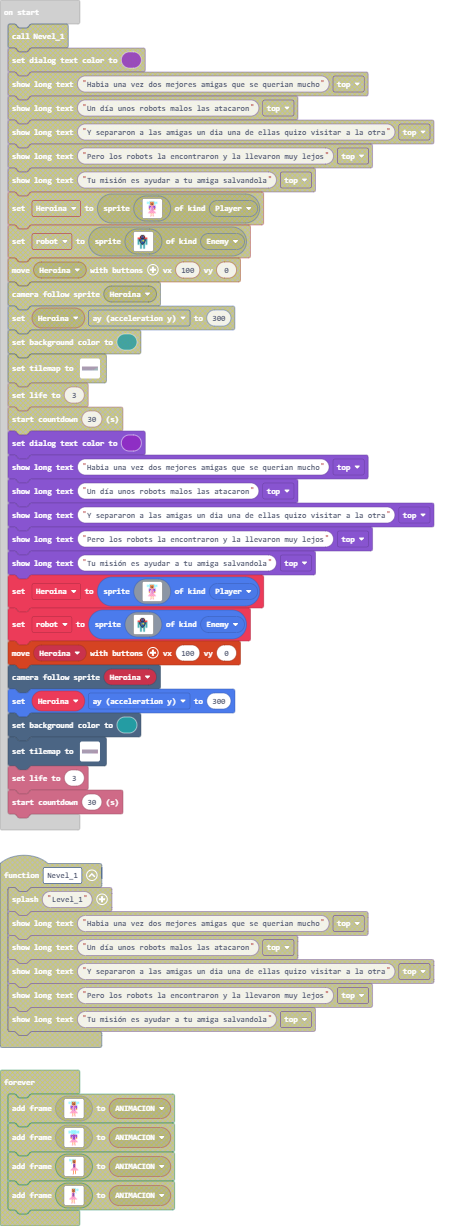 on start
call Nevel_1
set dialog text color to
show long text "Habia una vez dos mejores amigas que se querian mucho" top
show long text "Un día unos robots malos las atacaron" top
show long text "Y separaron a las amigas un dia una de ellas quizo visitar a la otra" top
show long text "Pero los robots la encontraron y la llevaron muy lejos" top
show long text "Tu misión es ayudar a tu amiga salvandola" top
set Heroina to sprite of kind Player
set robot to sprite of kind Enemy
move Heroina with buttons + vx 100 vy 0
camera follow sprite Heroina
set Heroina ay (acceleration y) to 300
set background color to
set tilemap to
set life to 3
start countdown 30 (s)
set dialog text color to
show long text "Habia una vez dos mejores amigas que se querian mucho" top
show long text "Un día unos robots malos las atacaron" top
show long text "Y separaron a las amigas un dia una de ellas quizo visitar a la otra" top
show long text "Pero los robots la encontraron y la llevaron muy lejos" top
show long text "Tu misión es ayudar a tu amiga salvandola" top
set Heroina to sprite of kind Player
set robot to sprite of kind Enemy
move Heroina with buttons + vx 100 vy 0
camera follow sprite Heroina
set Heroina ay (acceleration y) to 300
set background color to
set tilemap to
set life to 3
start countdown 30 (s)
function Nevel_1
splash "Level_1" +
show long text "Habia una vez dos mejores amigas que se querian mucho" top
show long text "Un día unos robots malos las atacaron" top
show long text "Y separaron a las amigas un dia una de ellas quizo visitar a la otra" top
show long text "Pero los robots la encontraron y la llevaron muy lejos" top
show long text "Tu misión es ayudar a tu amiga salvandola" top
forever
add frame to ANIMACION
add frame to ANIMACION
add frame to ANIMACION
add frame to ANIMACION